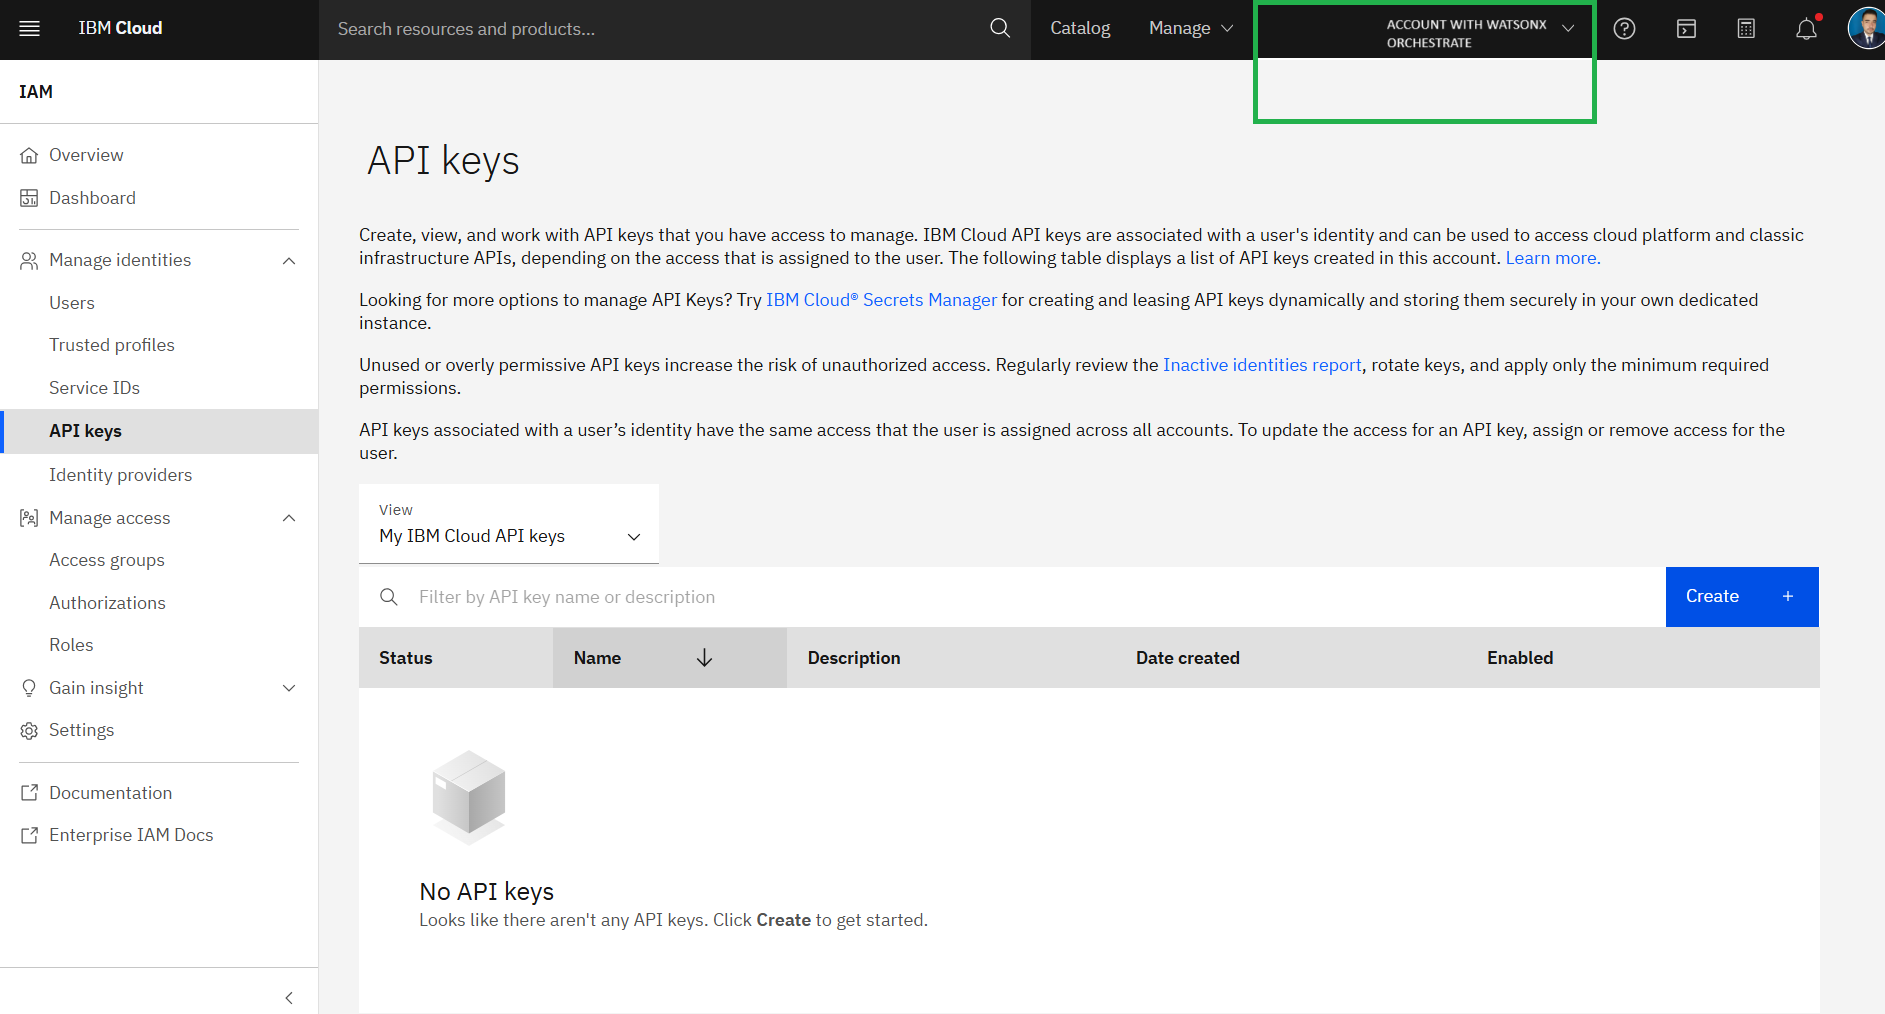 IBM Cloud
Search resources and products...
Catalog
Manage
ACCOUNT WITH WATSONX
ORCHESTRATE
IAM
Overview
Dashboard
Manage identities
Users
Trusted profiles
Service IDs
API keys
Identity providers
Manage access
Access groups
Authorizations
Roles
Gain insight
Settings
Documentation
Enterprise IAM Docs
API keys
Create, view, and work with API keys that you have access to manage. IBM Cloud API keys are associated with a user's identity and can be used to access cloud platform and classic
infrastructure APIs, depending on the access that is assigned to the user. The following table displays a list of API keys created in this account. Learn more.
Looking for more options to manage API Keys? Try IBM Cloud® Secrets Manager for creating and leasing API keys dynamically and storing them securely in your own dedicated
instance.
Unused or overly permissive API keys increase the risk of unauthorized access. Regularly review the Inactive identities report, rotate keys, and apply only the minimum required
permissions.
API keys associated with a user’s identity have the same access that the user is assigned across all accounts. To update the access for an API key, assign or remove access for the
user.
View
My IBM Cloud API keys
Filter by API key name or description
Create +
Status Name Description Date created Enabled
No API keys
Looks like there aren't any API keys. Click Create to get started.